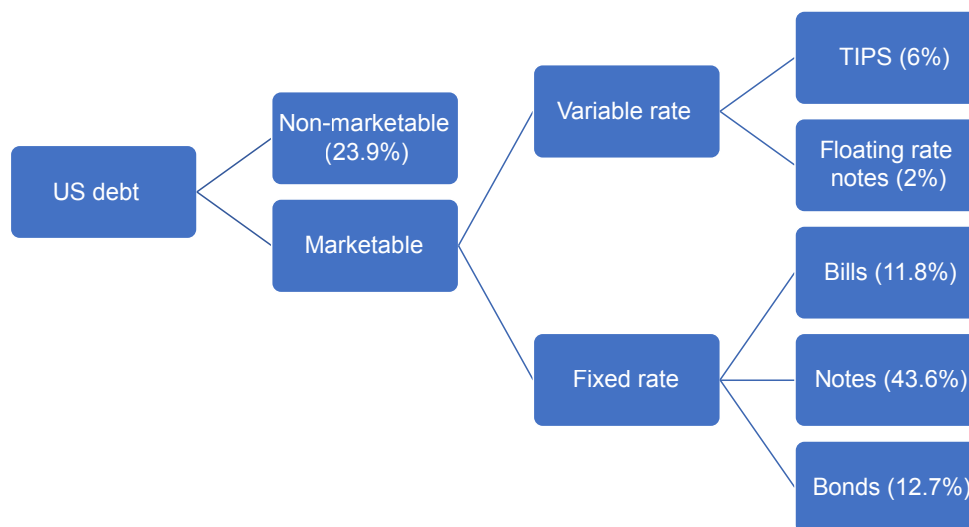 US debt
Non-marketable
(23.9%)
Marketable
Variable rate
Fixed rate
TIPS (6%)
Floating rate
notes (2%)
Bills (11.8%)
Notes (43.6%)
Bonds (12.7%)